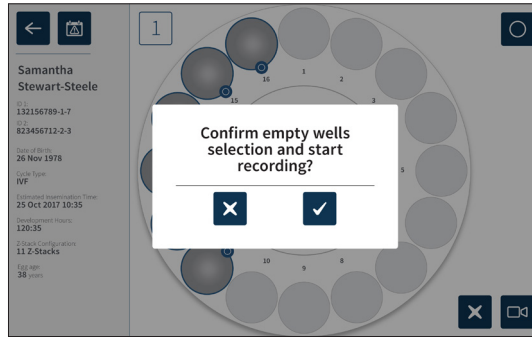 Samantha
Stewart-Steele
ID 1:
132156789-1-7
ID 2:
823456712-2-3
Date of Birth:
26 Nov 1978
Cycle Type:
IVF
Estimated Insemination Time:
25 Oct 2017 10:35
Development Hours:
120:35
Z-Stack Configuration:
11 Z-Stacks
Egg age:
38 years
1
16
1
2
15
3
5
Confirm empty wells
selection and start
recording?
10
9
8